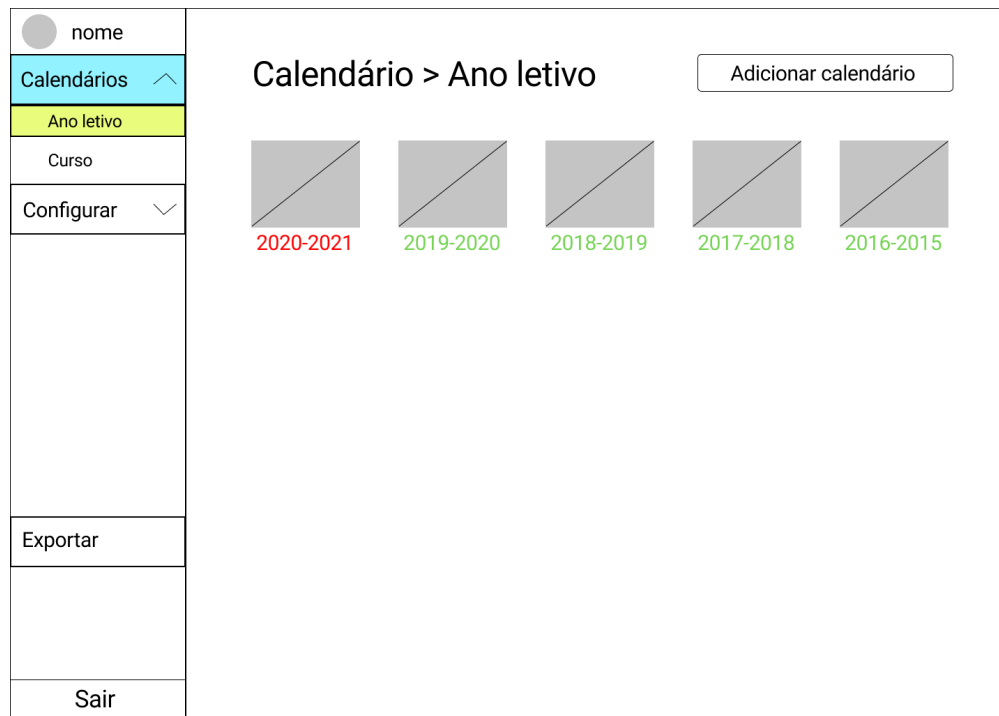 nome
Calendários
Ano letivo
Curso
Configurar
Exportar
Sair
Calendário > Ano letivo
Adicionar calendário
2020-2021
2019-2020
2018-2019
2017-2018
2016-2015